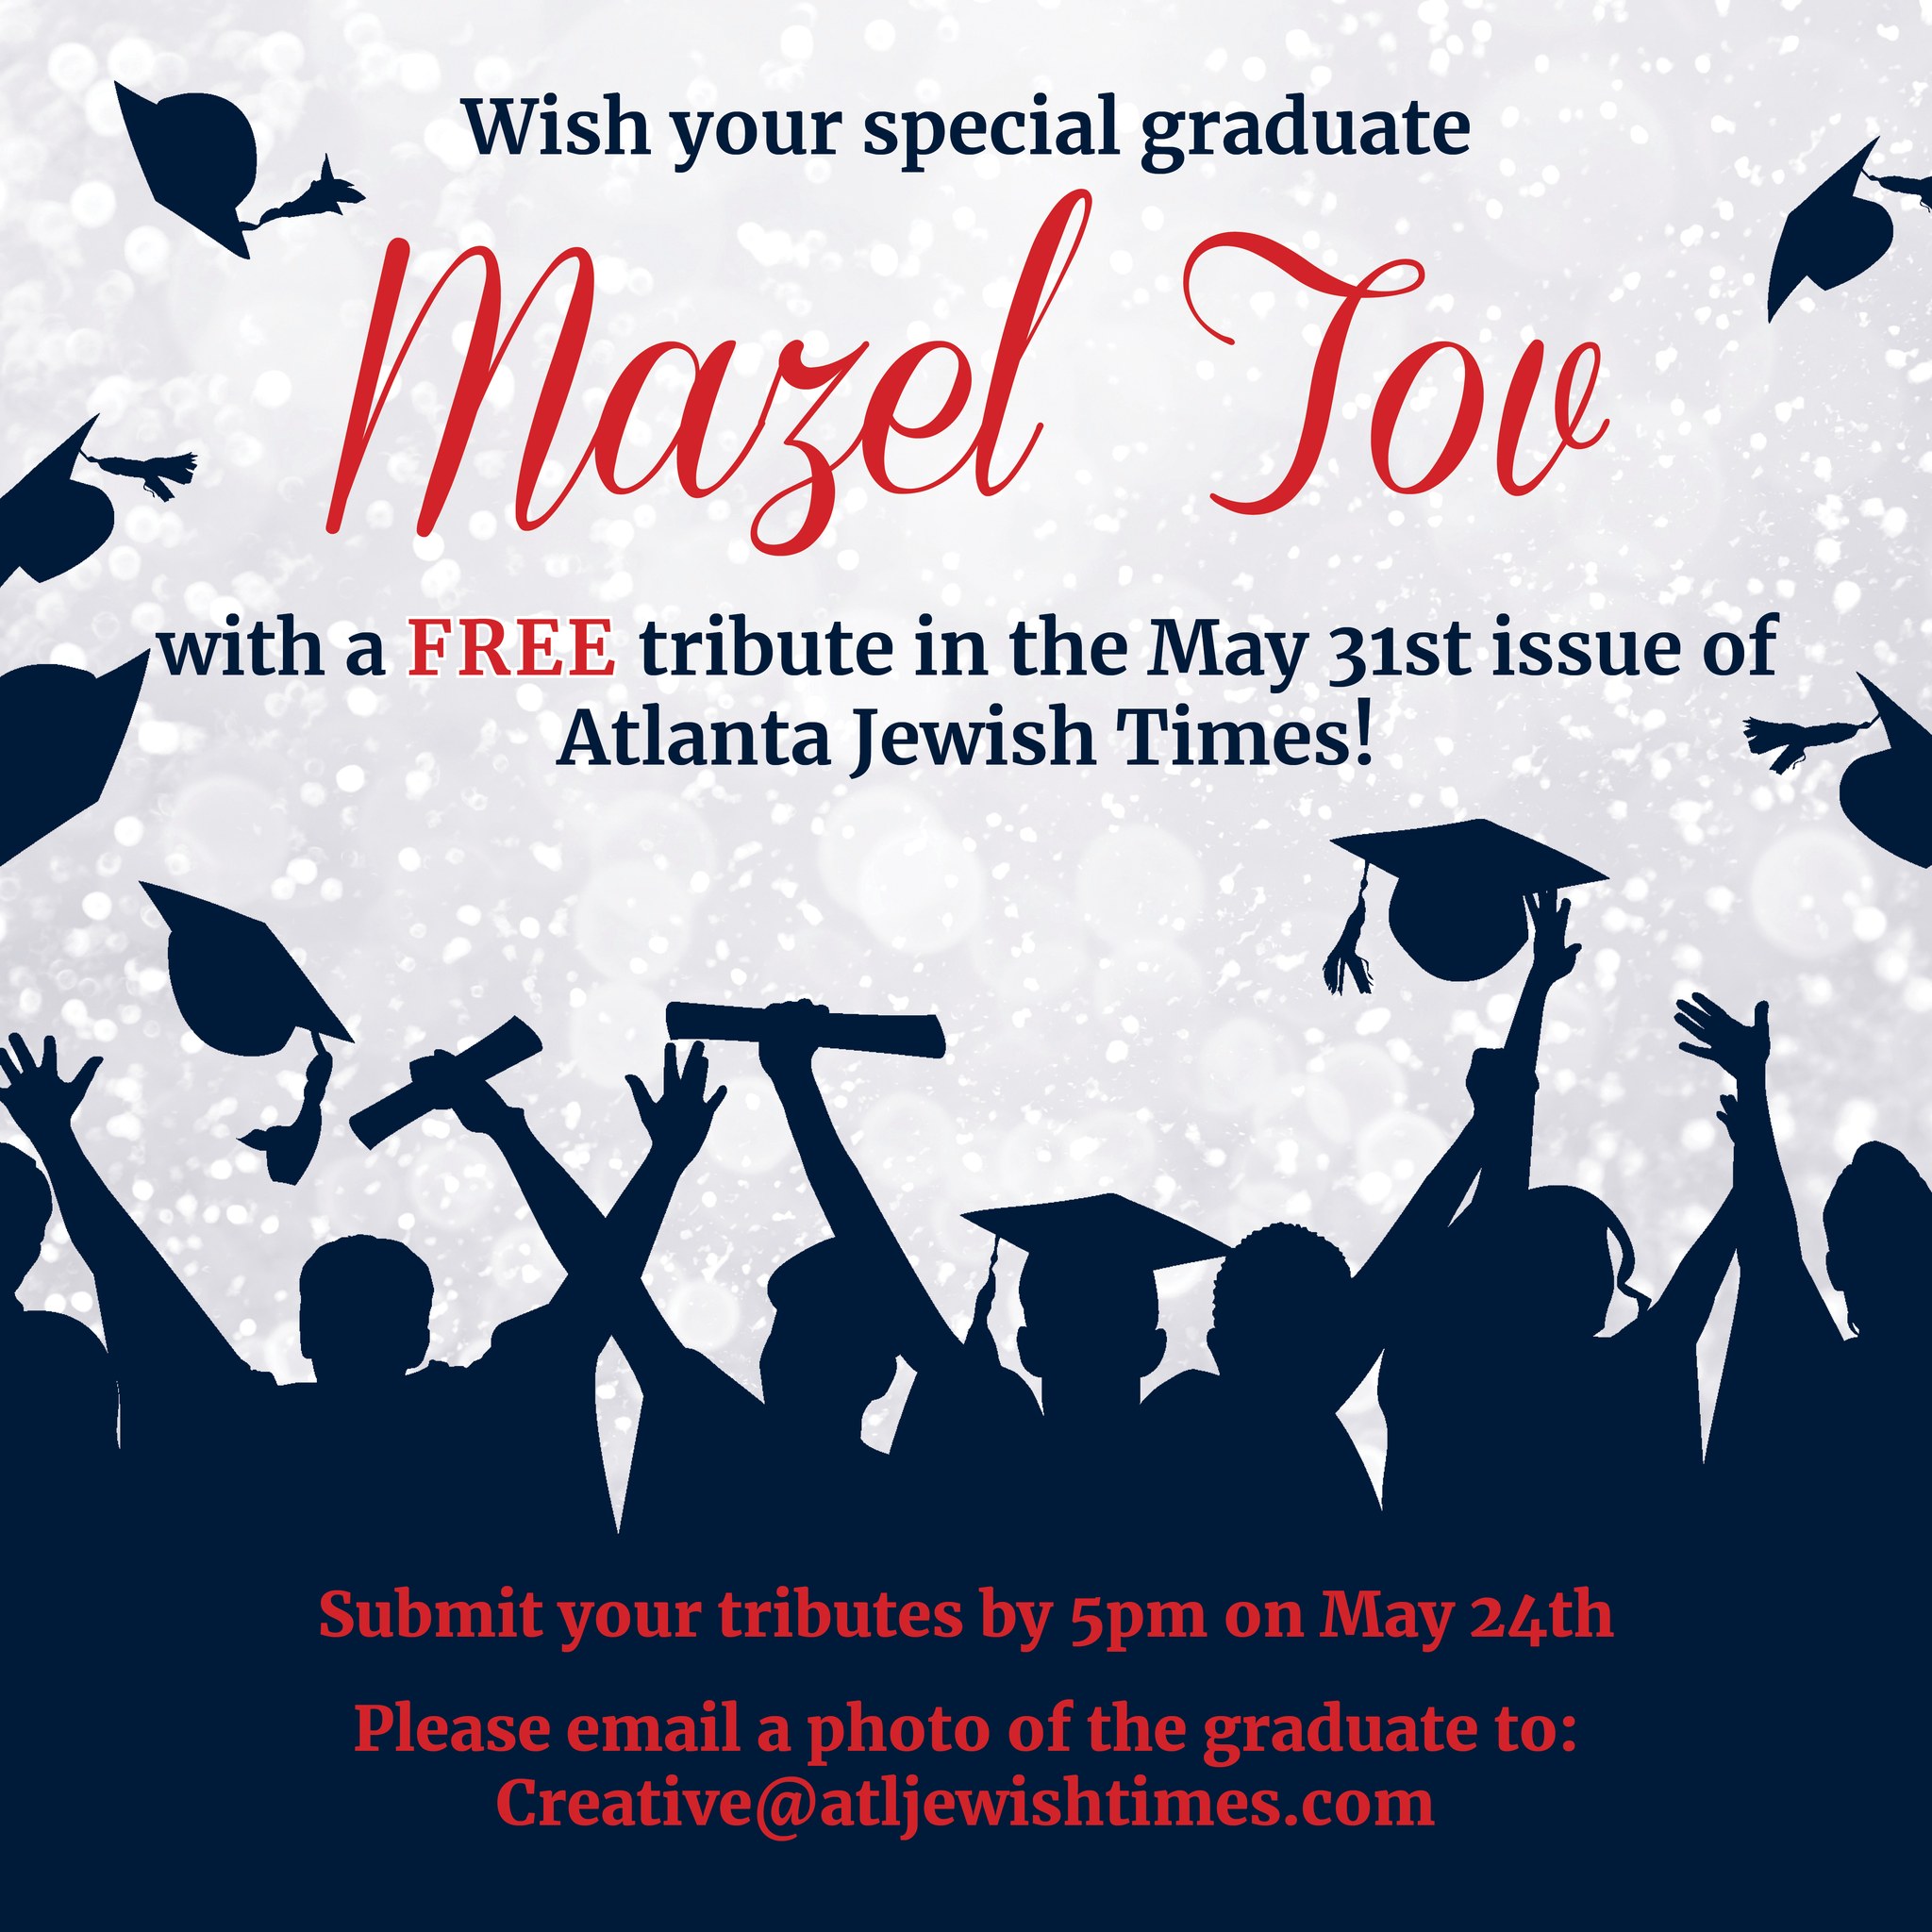 Wish your special graduate
Mazel Tov
with a FREE tribute in the May 31st issue of
Atlanta Jewish Times!
Submit your tributes by 5pm on May 24th
Please email a photo of the graduate to:
Creative@atljewishtimes.com